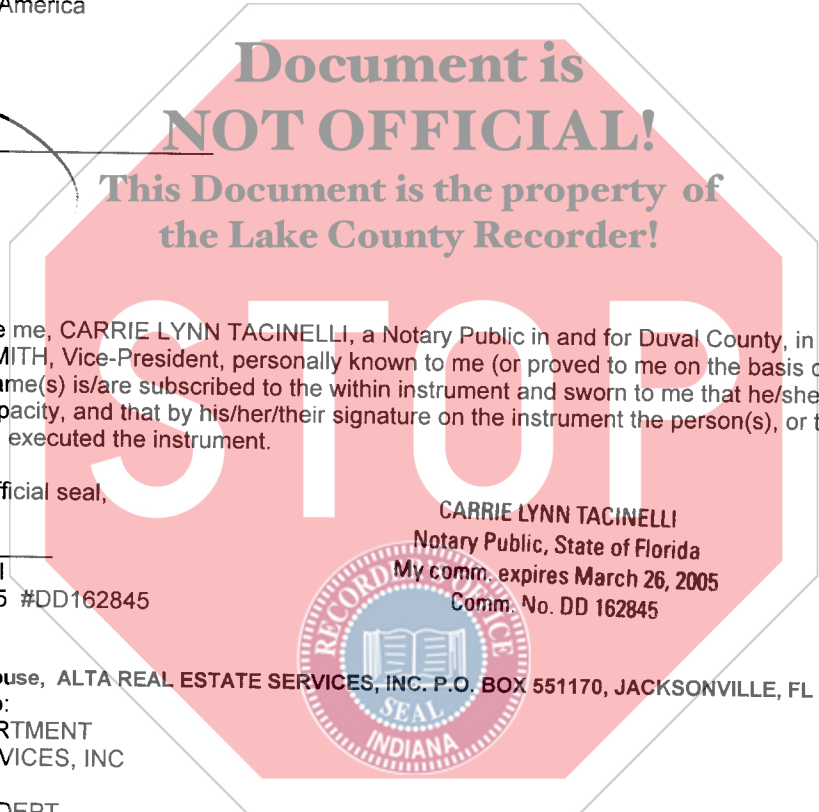 America
Document is
NOT OFFICIAL!
This Document is the property of
the Lake County Recorder!
STOP
me, CARRIE LYNN TACINELLI, a Notary Public in and for Duval County, in
MITH, Vice-President, personally known to me (or proved to me on the basis
ame(s) is/are subscribed to the within instrument and sworn to me that he/she
pacity, and that by his/her/their signature on the instrument the person(s), or
executed the instrument.
ficial seal,
CARRIE LYNN TACINELLI
Notary Public, State of Florida
My comm. expires March 26, 2005
Comm. No. DD 162845
5 #DD162845
RECORDER'S OFFICE
SEAL
INDIANA
ouse, ALTA REAL ESTATE SERVICES, INC. P.O. BOX 551170, JACKSONVILLE, FL
RTMENT
VICES, INC
DEPT